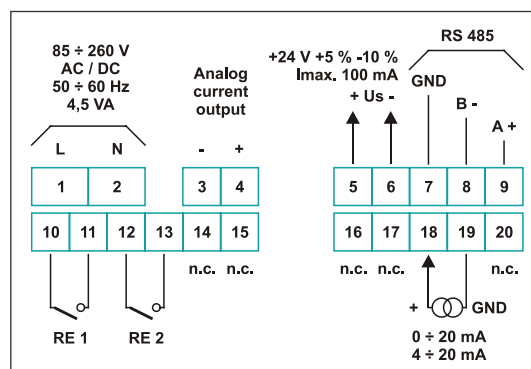 85 ÷ 260 V
AC / DC
50 ÷ 60 Hz
4,5 VA
L N
Analog
current
output
- +
+24 V +5 % -10 %
Imax. 100 mA
+ Us -
RS 485
GND
B -
A +
1 2 3 4 5 6 7 8 9
10 11 12 13 14 15 16 17 18 19 20
n.c. n.c. n.c. n.c. n.c.
RE 1 RE 2
+ GND
0 ÷ 20 mA
4 ÷ 20 mA